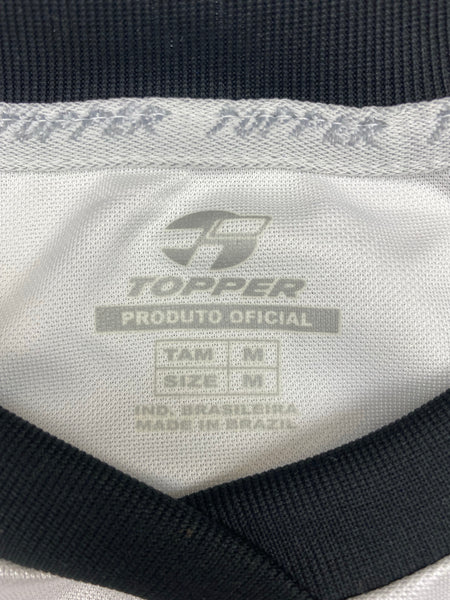 TOPPER TOPPER
TOPPER
PRODUTO OFICIAL
TAM M
SIZE M
IND. BRASILEIRA
MADE IN BRAZIL